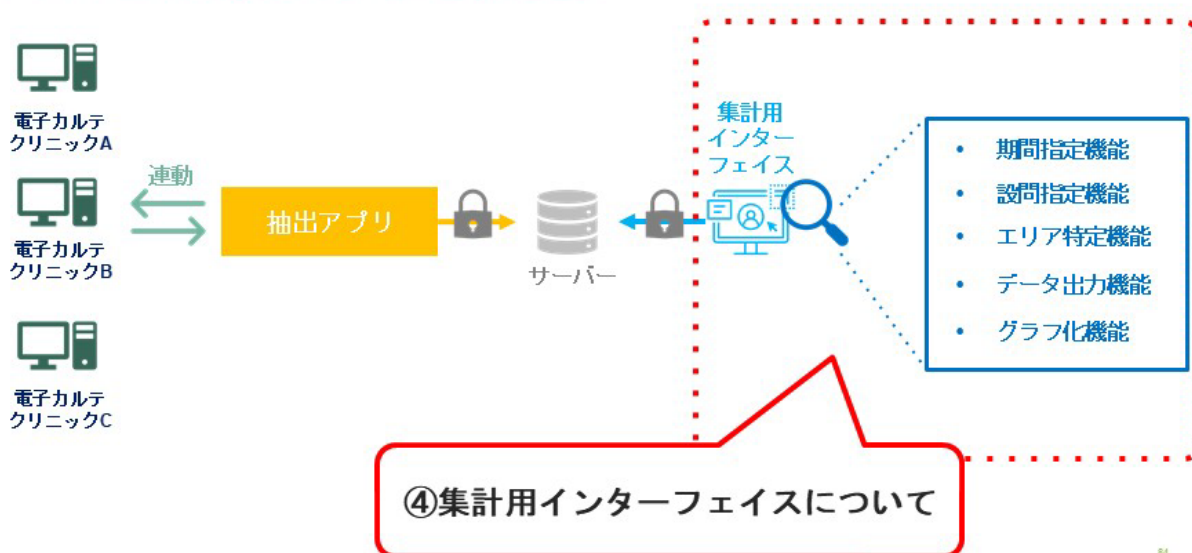 電子カルテ
クリニックA
電子カルテ
クリニックB
電子カルテ
クリニックC
連動
抽出アプリ
サーバー
集計用
インター
フェイス
• 期間指定機能
• 設問指定機能
• エリア特定機能
• データ出力機能
• グラフ化機能
④集計用インターフェイスについて